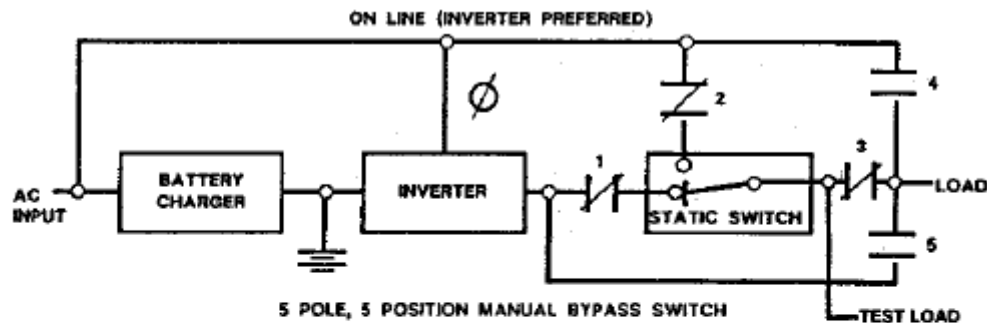 ON LINE (INVERTER PREFERRED)
Ø
2
4
1
3
AC
INPUT
BATTERY
CHARGER
INVERTER
STATIC SWITCH
LOAD
5
5 POLE, 5 POSITION MANUAL BYPASS SWITCH
TEST LOAD